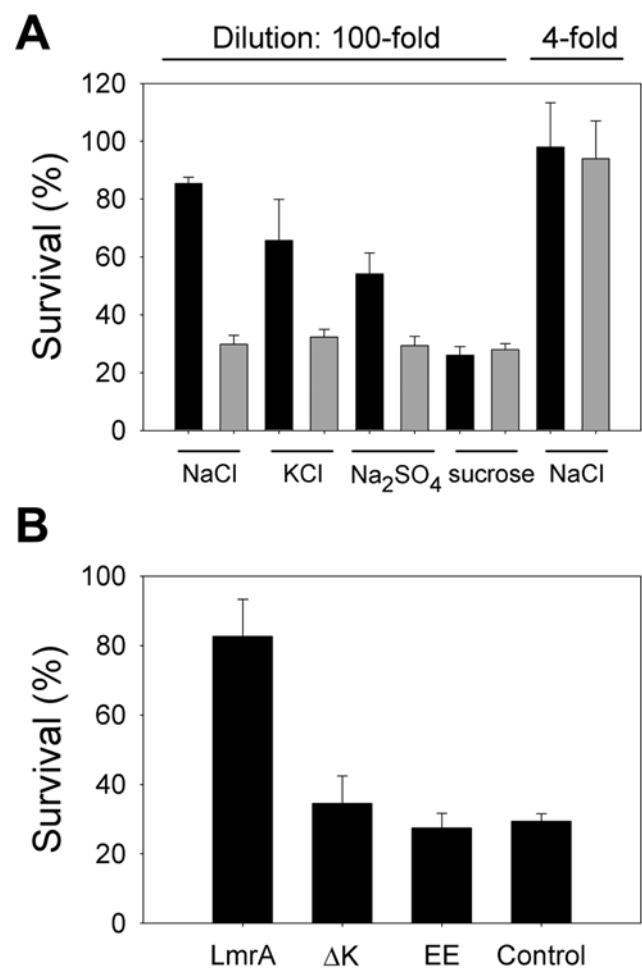 A
Dilution: 100-fold 4-fold
Survival (%)
120
100
80
60
40
20
0
NaCl KCl Na₂SO₄ sucrose NaCl
B
Survival (%)
100
80
60
40
20
0
LmrA ΔK EE Control